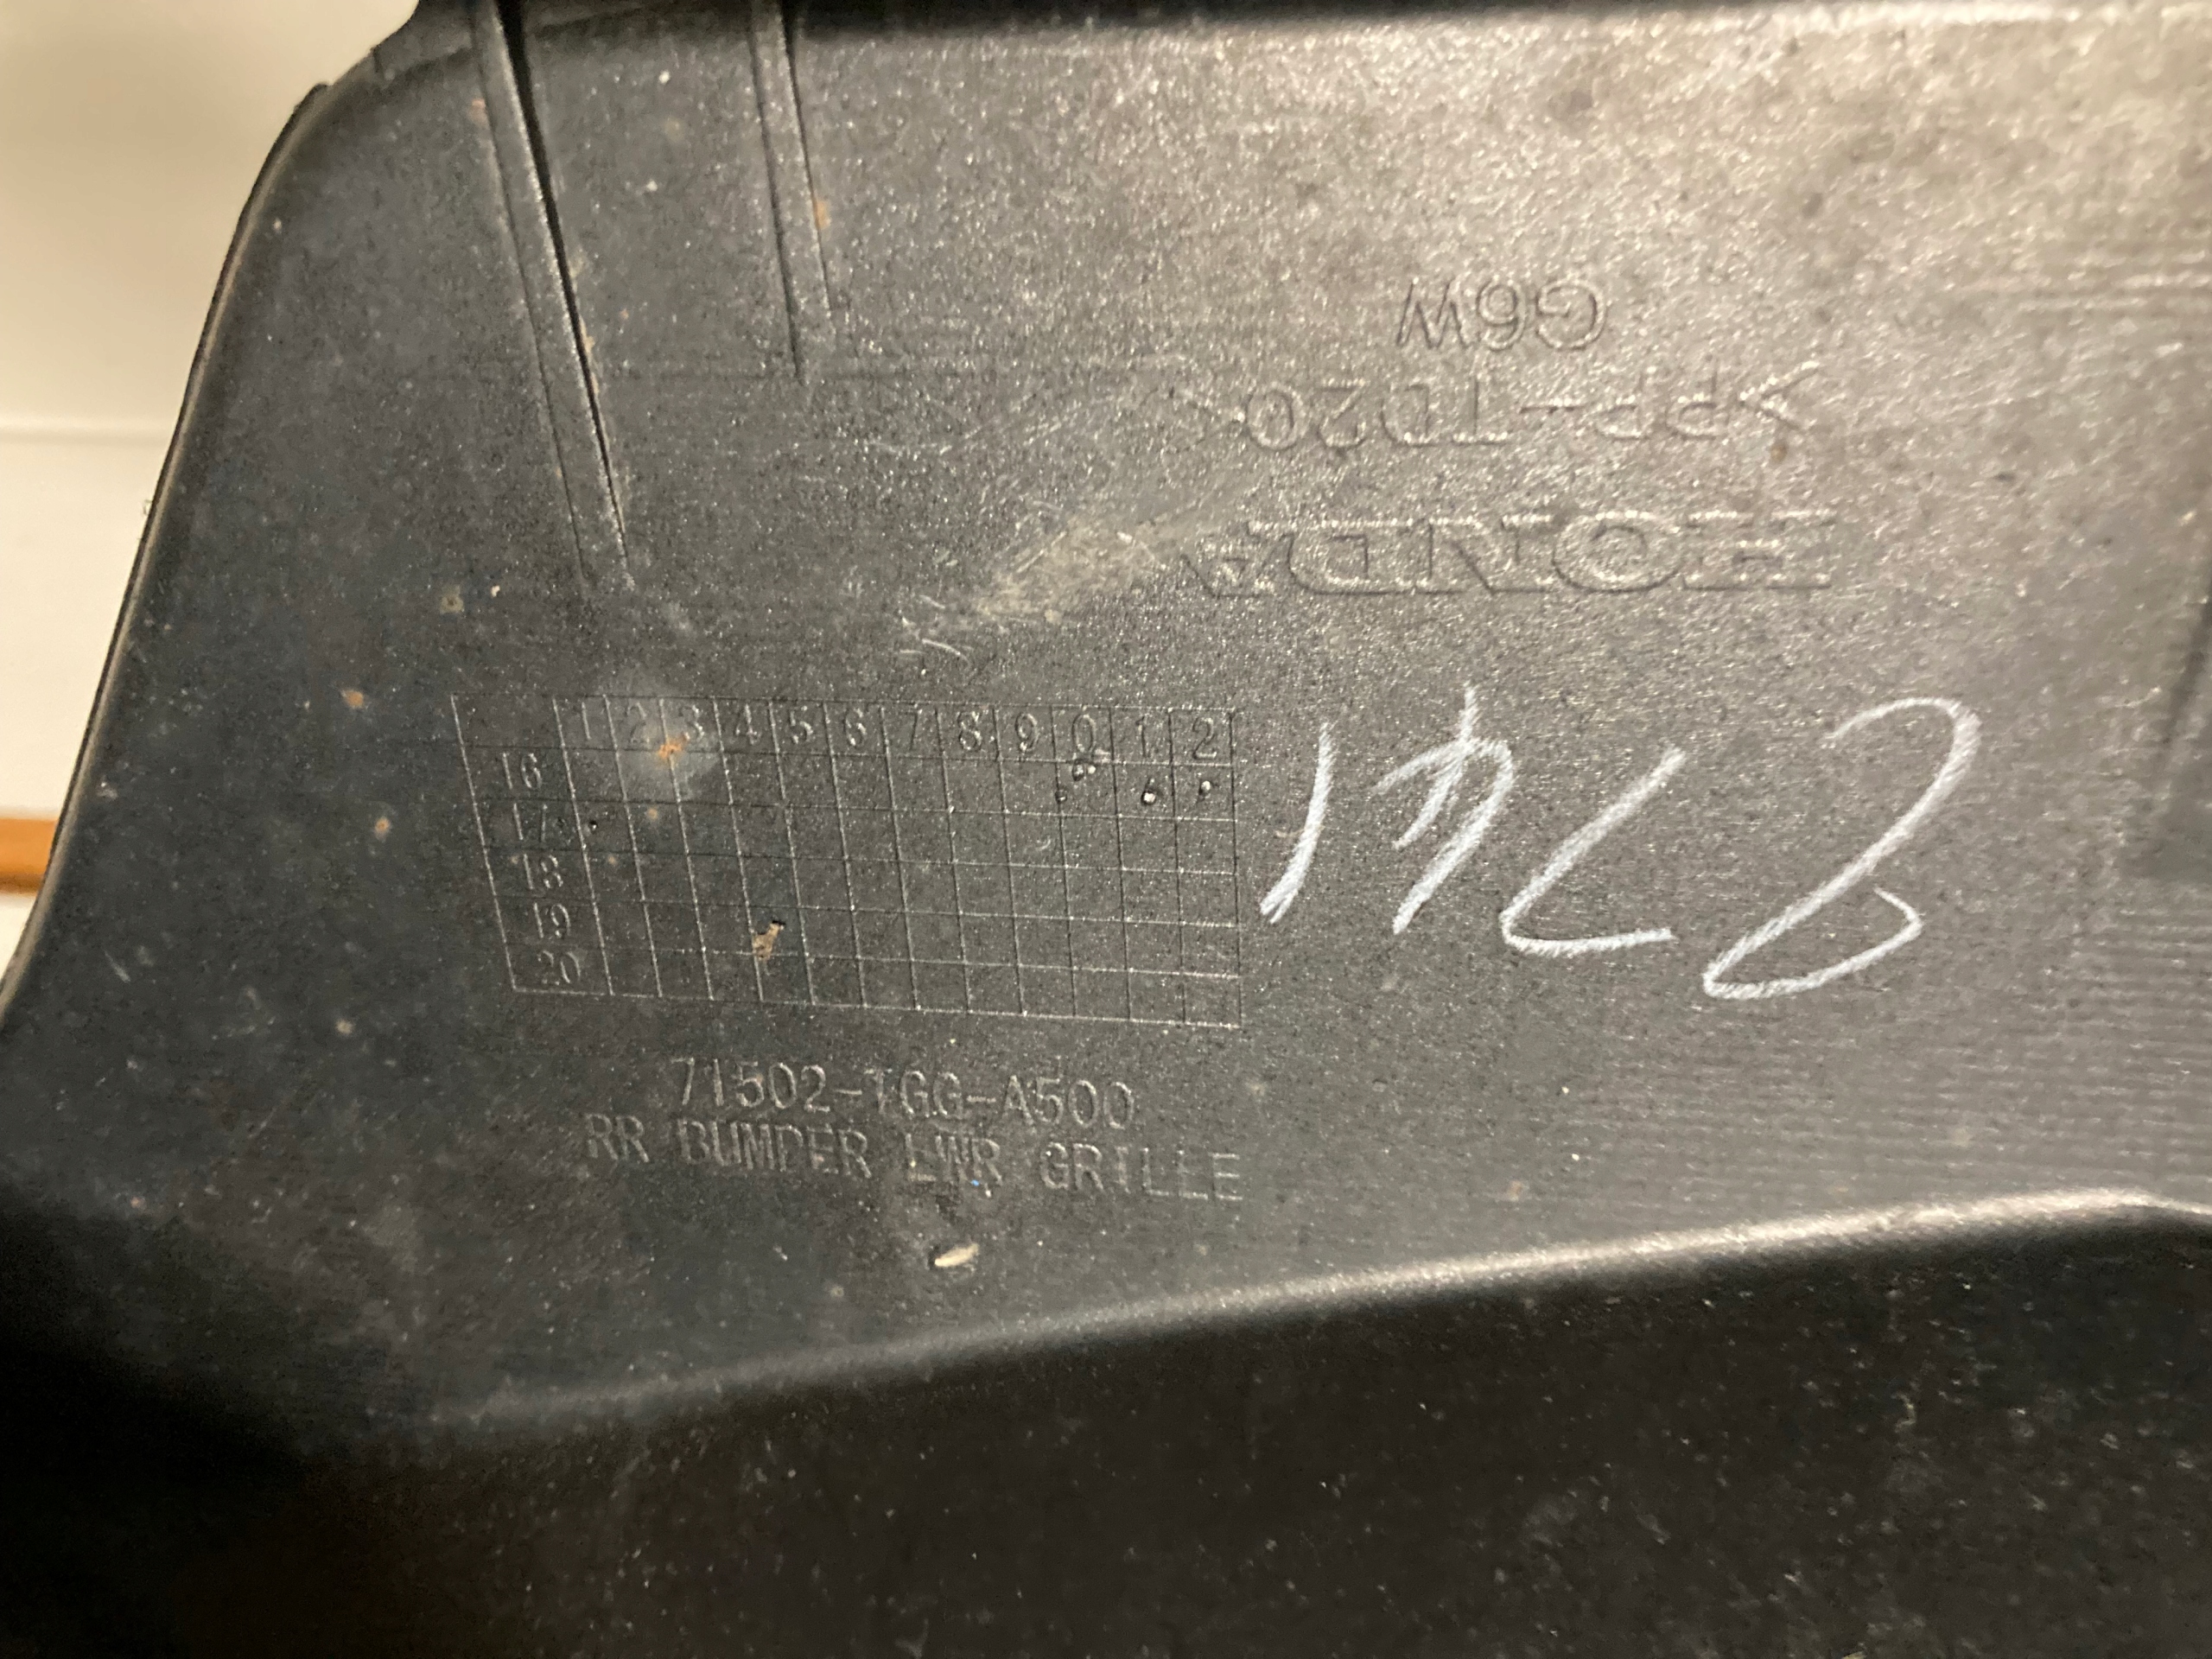 HONDA
>PP-TD20<
G6W
2741
1 2 3 4 5 6 7 8 9 0 1 2
16
17
18
19
20
71502-TGG-A500
RR BUMPER LWR GRILLE